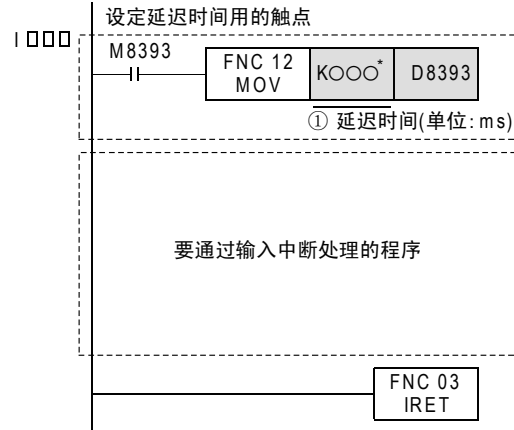 设定延迟时间用的触点
I□□□
M8393
FNC 12
MOV
K○○○*
D8393
① 延迟时间(单位:ms)
要通过输入中断处理的程序
FNC 03
IRET